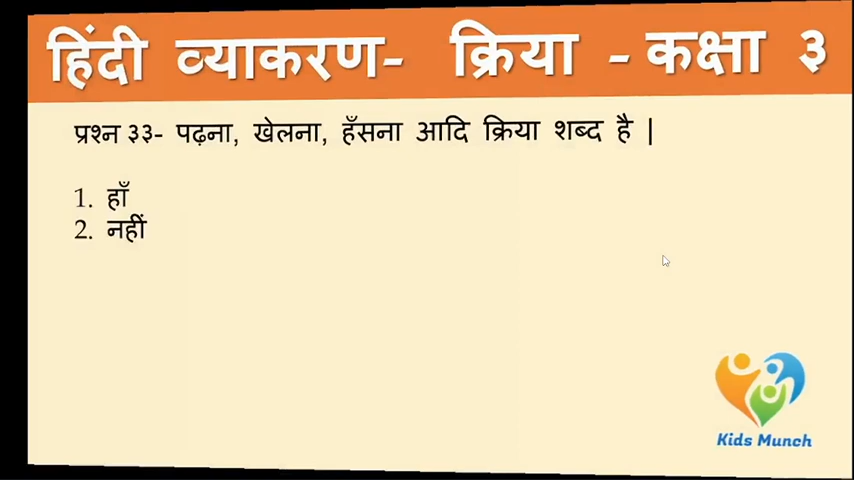 हिंदी व्याकरण- क्रिया - कक्षा ३
प्रश्न ३३- पढ़ना, खेलना, हँसना आदि क्रिया शब्द है |
1. हाँ
2. नहीं
Kids Munch